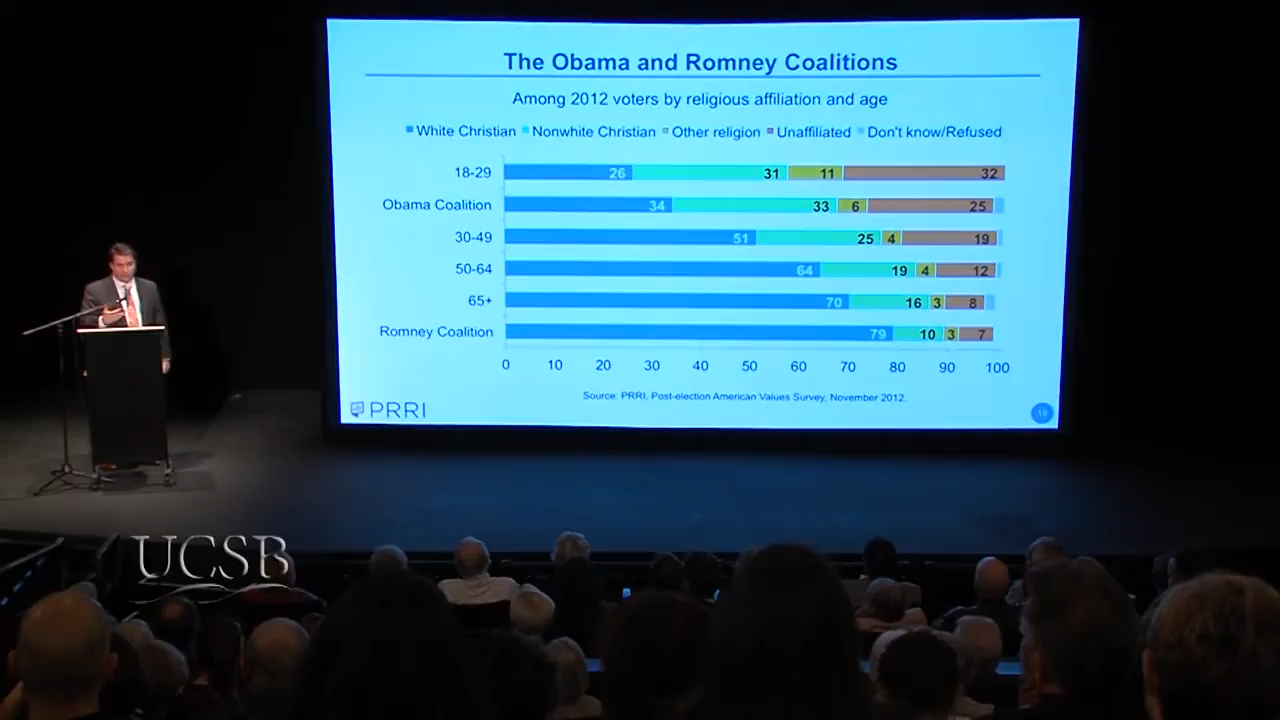 The Obama and Romney Coalitions
Among 2012 voters by religious affiliation and age
White Christian Nonwhite Christian Other religion Unaffiliated Don't know/Refused
18-29 26 31 11 32
Obama Coalition 34 33 6 25
30-49 51 25 4 19
50-64 64 19 4 12
65+ 70 16 3 8
Romney Coalition 79 10 3 7
0 10 20 30 40 50 60 70 80 90 100
Source: PRRI, Post-election American Values Survey, November 2012.
PRRI
18
UCSB